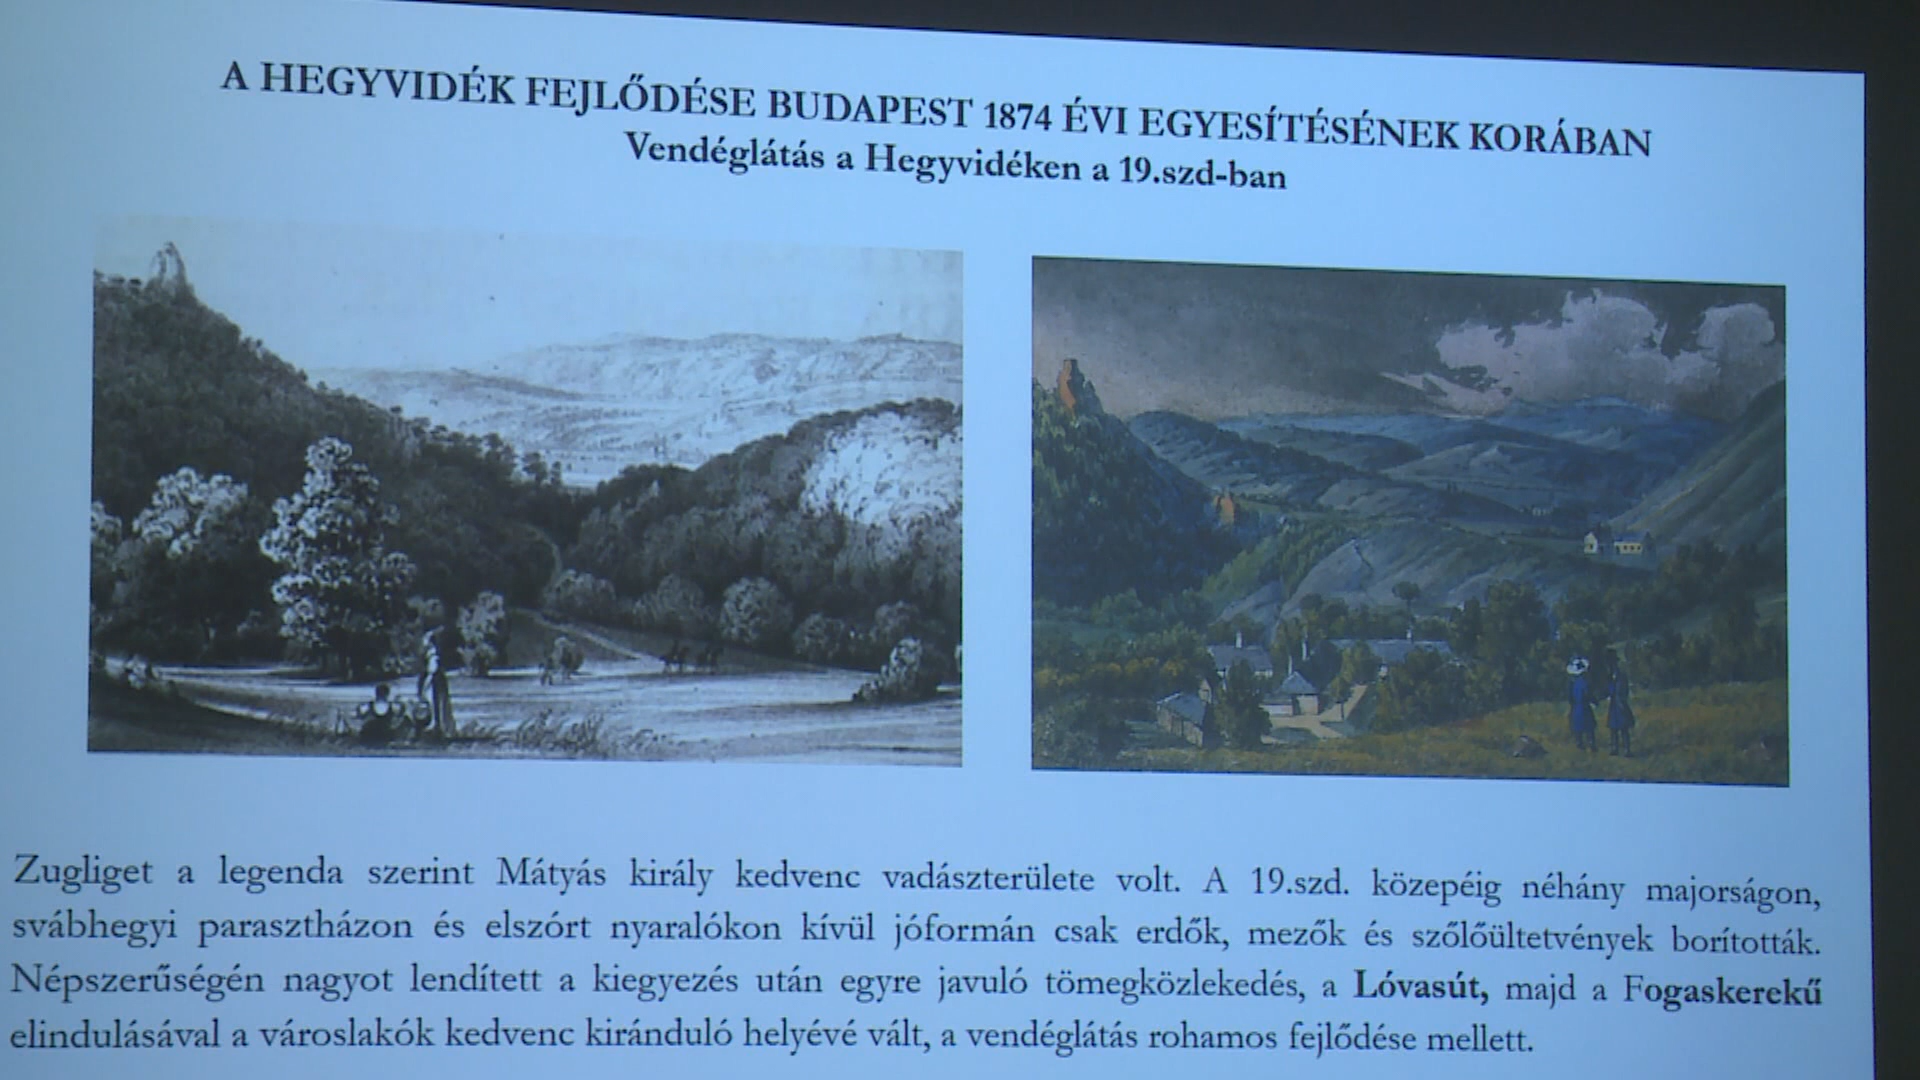 A HEGYVIDÉK FEJLŐDÉSE BUDAPEST 1874 ÉVI EGYESÍTÉSÉNEK KORÁBAN
Vendéglátás a Hegyvidéken a 19.szd-ban
Zugliget a legenda szerint Mátyás király kedvenc vadászterülete volt. A 19.szd. közepéig néhány majorságon,
svábhegyi parasztházon és elszórt nyaralókon kívül jóformán csak erdők, mezők és szőlőültetvények borították.
Népszerűségén nagyot lendített a kiegyezés után egyre javuló tömegközlekedés, a Lóvasút, majd a Fogaskerekű
elindulásával a városlakók kedvenc kiránduló helyévé vált, a vendéglátás rohamos fejlődése mellett.